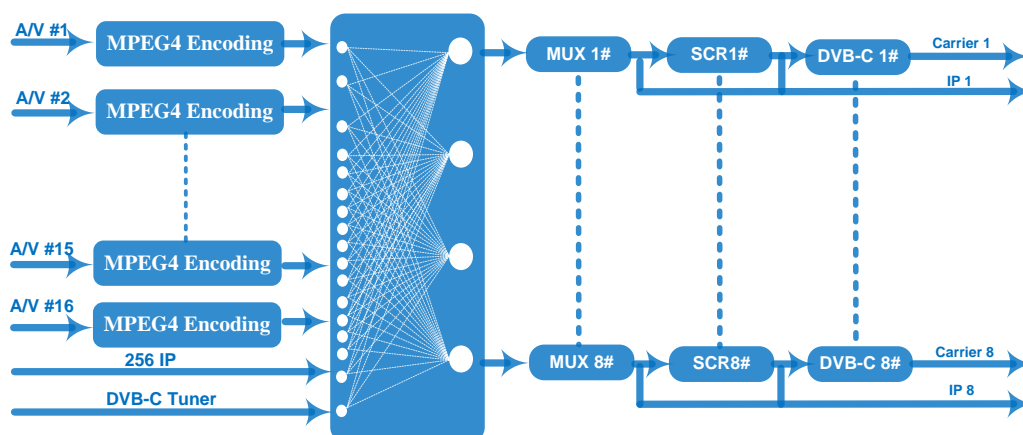 A/V #1
MPEG4 Encoding
MUX 1#
SCR1#
DVB-C 1#
Carrier 1
IP 1
A/V #2
MPEG4 Encoding
A/V #15
MPEG4 Encoding
A/V #16
MPEG4 Encoding
256 IP
MUX 8#
SCR8#
DVB-C 8#
Carrier 8
IP 8
DVB-C Tuner